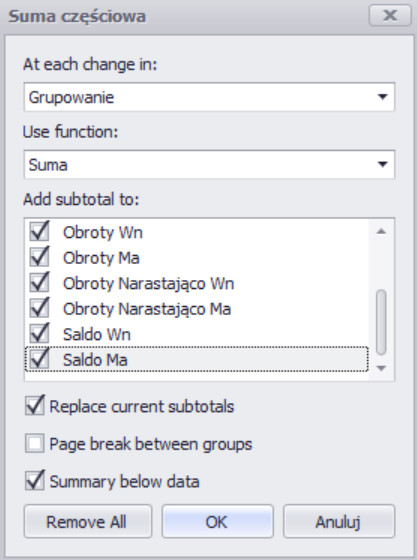 Suma częściowa
At each change in:
Grupowanie
Use function:
Suma
Add subtotal to:
Obroty Wn
Obroty Ma
Obroty Narastająco Wn
Obroty Narastająco Ma
Saldo Wn
Saldo Ma
Replace current subtotals
Page break between groups
Summary below data
Remove All OK Anuluj